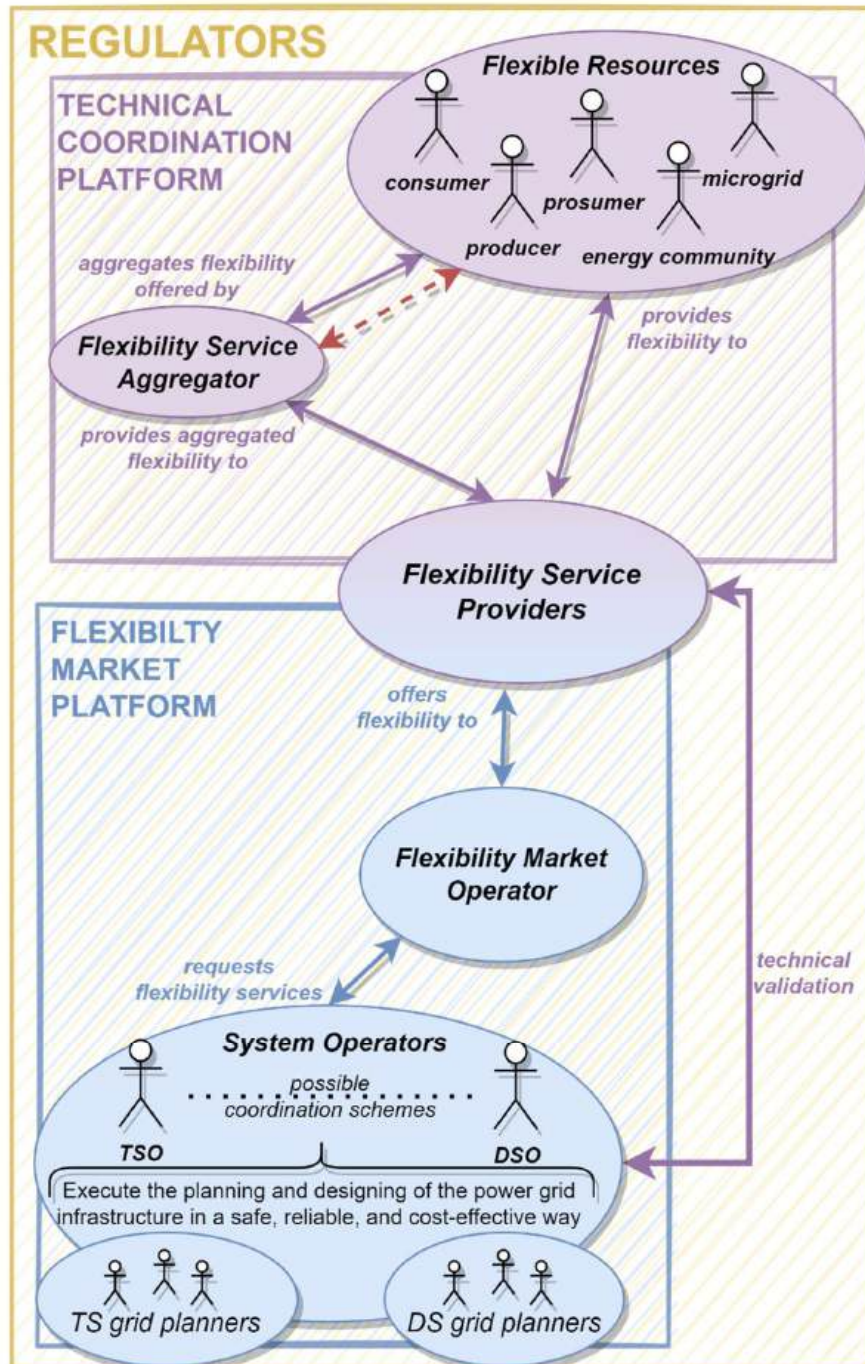 REGULATORS
TECHNICAL
COORDINATION
PLATFORM
Flexible Resources
consumer
prosumer
microgrid
producer
energy community
aggregates flexibility
offered by
provides
flexibility to
Flexibility Service
Aggregator
provides aggregated
flexibility to
Flexibility Service
Providers
FLEXIBILTY
MARKET
PLATFORM
offers
flexibility to
Flexibility Market
Operator
requests
flexibility services
technical
validation
System Operators
possible
coordination schemes
TSO
DSO
Execute the planning and designing of the power grid
infrastructure in a safe, reliable, and cost-effective way
TS grid planners
DS grid planners